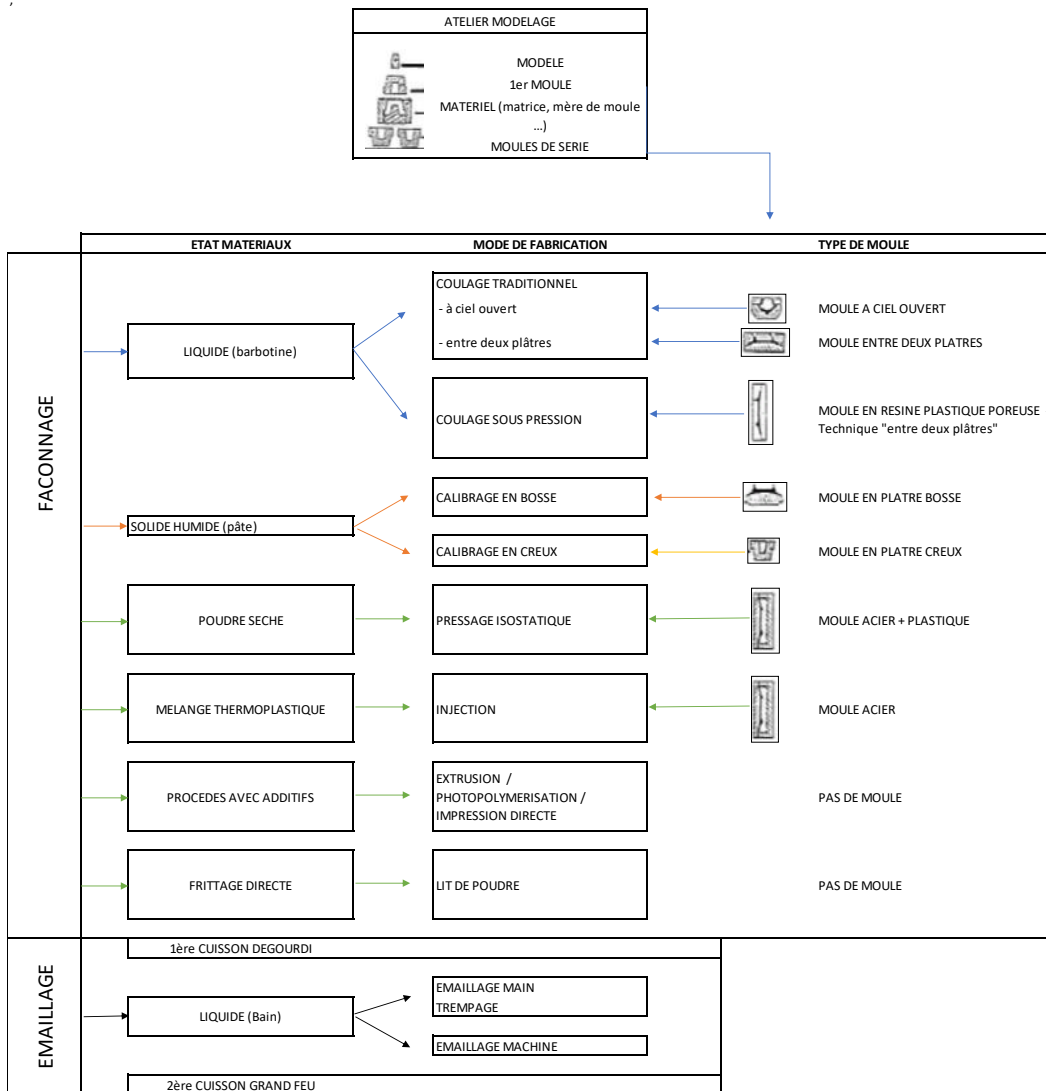 ,
ATELIER MODELAGE
MODELE
1er MOULE
MATERIEL (matrice, mère de moule
...)
MOULES DE SERIE
ETAT MATERIAUX
MODE DE FABRICATION
TYPE DE MOULE
FACONNAGE
LIQUIDE (barbotine)
COULAGE TRADITIONNEL
- à ciel ouvert
- entre deux plâtres
MOULE A CIEL OUVERT
MOULE ENTRE DEUX PLATRES
COULAGE SOUS PRESSION
MOULE EN RESINE PLASTIQUE POREUSE
Technique "entre deux plâtres"
SOLIDE HUMIDE (pâte)
CALIBRAGE EN BOSSE
MOULE EN PLATRE BOSSE
CALIBRAGE EN CREUX
MOULE EN PLATRE CREUX
POUDRE SECHE
PRESSAGE ISOSTATIQUE
MOULE ACIER + PLASTIQUE
MELANGE THERMOPLASTIQUE
INJECTION
MOULE ACIER
PROCEDES AVEC ADDITIFS
EXTRUSION /
PHOTOPOLYMERISATION /
IMPRESSION DIRECTE
PAS DE MOULE
FRITTAGE DIRECTE
LIT DE POUDRE
PAS DE MOULE
EMAILLAGE
1ère CUISSON DEGOURDI
LIQUIDE (Bain)
EMAILLAGE MAIN
TREMPAGE
EMAILLAGE MACHINE
2ère CUISSON GRAND FEU